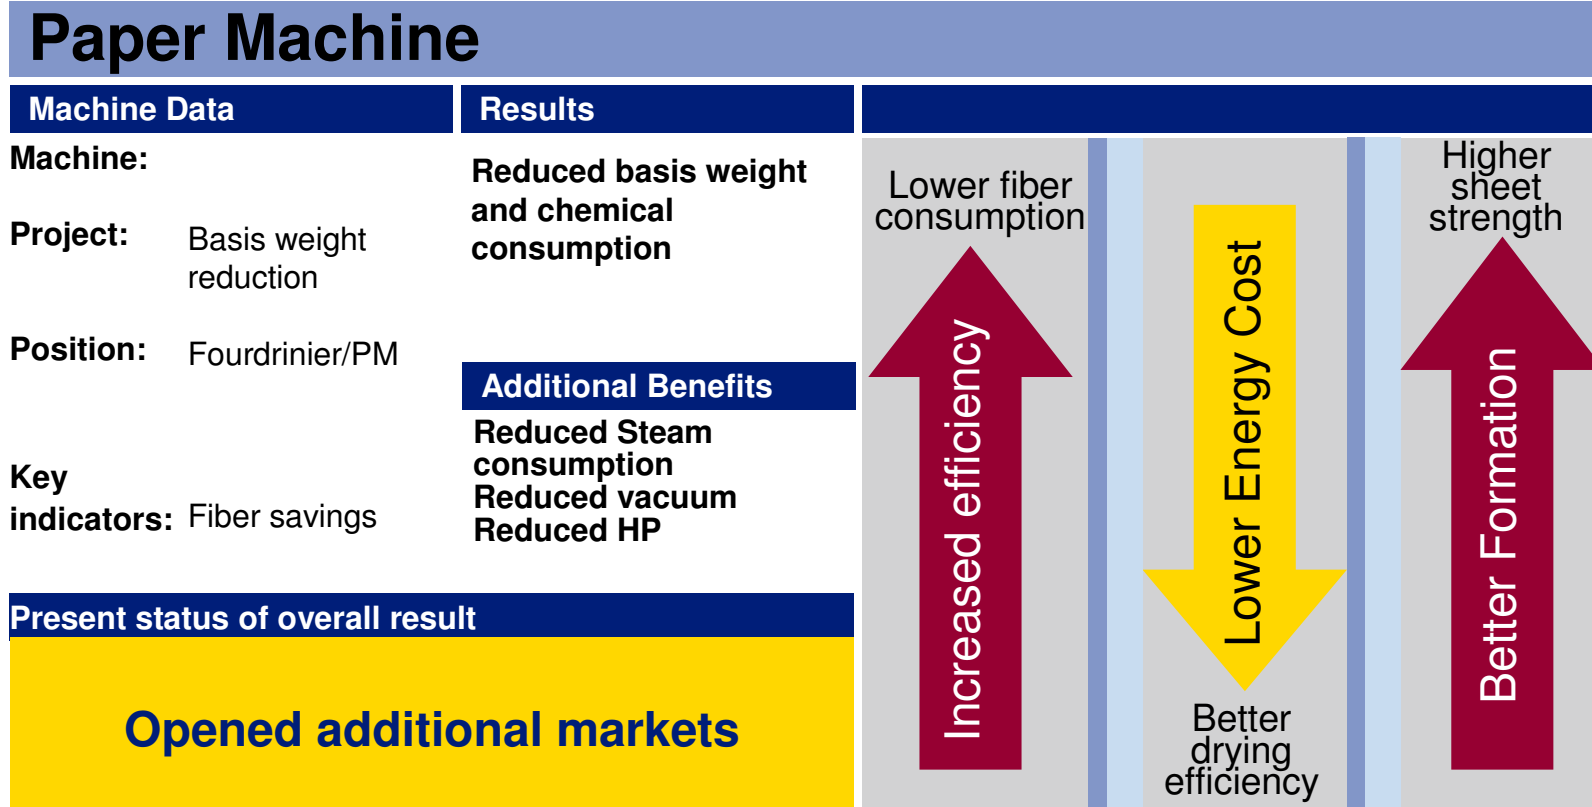 Paper Machine
Machine Data
Machine:
Project:
Basis weight
reduction
Position:
Fourdrinier/PM
Key
indicators:
Fiber savings
Results
Reduced basis weight
and chemical
consumption
Additional Benefits
Reduced Steam
consumption
Reduced vacuum
Reduced HP
Present status of overall result
Opened additional markets
Lower fiber
consumption
Increased efficiency
Lower Energy Cost
Better
drying
efficiency
Higher
sheet
strength
Better Formation